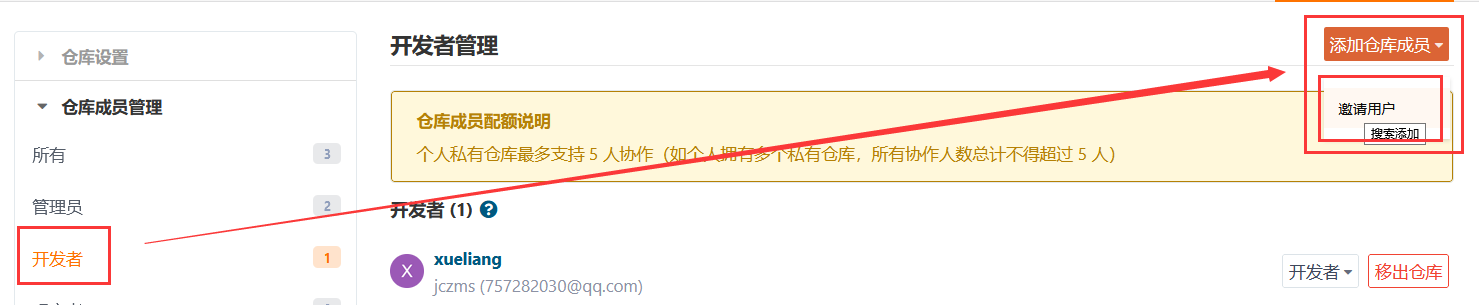 仓库设置
仓库成员管理
所有 3
管理员 2
开发者 1
开发者管理
添加仓库成员
邀请用户
搜索添加
仓库成员配额说明
个人私有仓库最多支持 5 人协作（如个人拥有多个私有仓库，所有协作人数总计不得超过 5 人）
开发者 (1) ?
X
xueliang
jczms (757282030@qq.com)
开发者
移出仓库